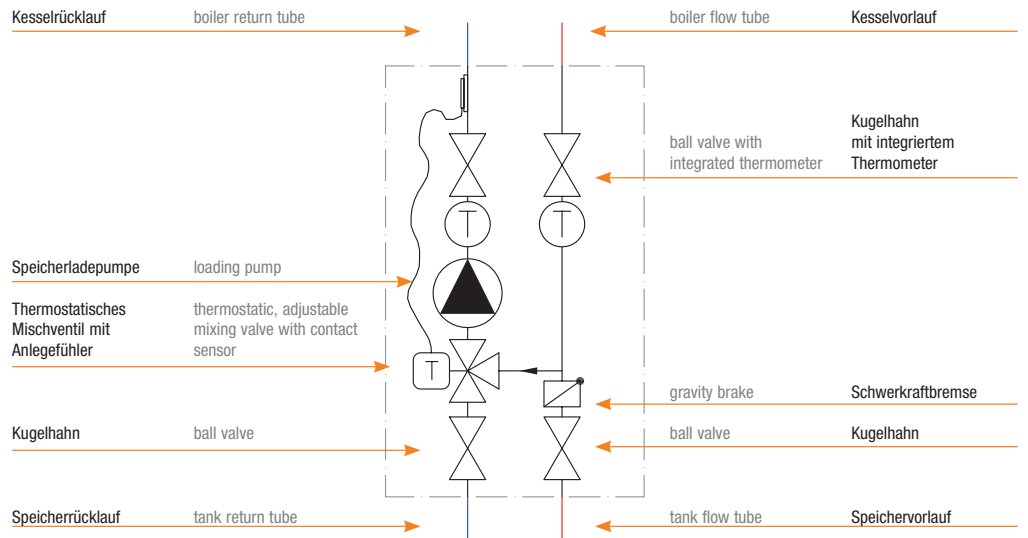 Kesselrücklauf boiler return tube
boiler flow tube Kesselvorlauf
ball valve with
integrated thermometer
Kugelhahn
mit integriertem
Thermometer
T
T
Speicherladepumpe loading pump
Thermostatisches
Mischventil mit
Anlegefühler
thermostatic, adjustable
mixing valve with contact
sensor
T
gravity brake Schwerkraftbremse
Kugelhahn ball valve
ball valve Kugelhahn
Speicherrücklauf tank return tube
tank flow tube Speichervorlauf